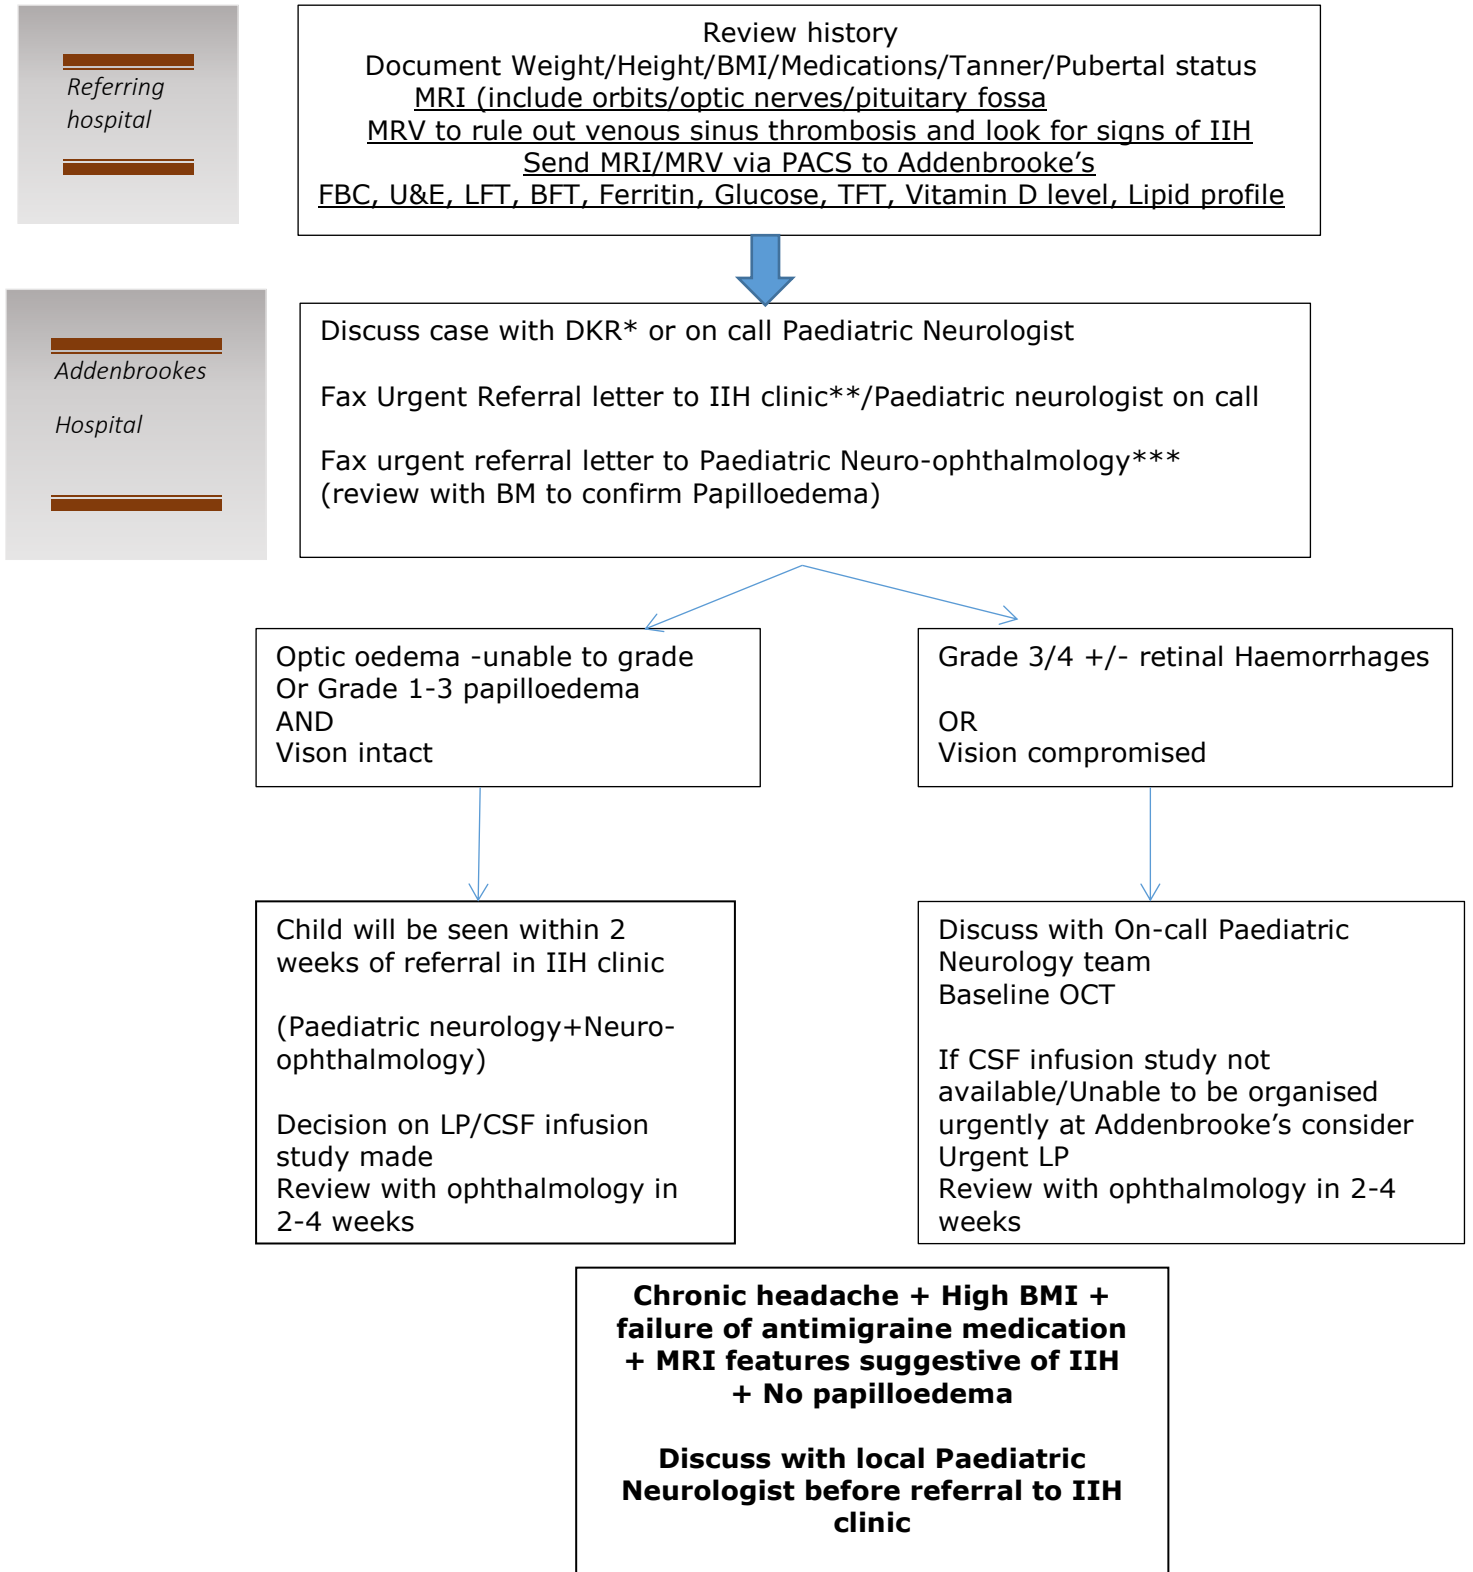 Referring
hospital
Review history
Document Weight/Height/BMI/Medications/Tanner/Pubertal status
MRI (include orbits/optic nerves/pituitary fossa
MRV to rule out venous sinus thrombosis and look for signs of IIH
Send MRI/MRV via PACS to Addenbrooke’s
FBC, U&E, LFT, BFT, Ferritin, Glucose, TFT, Vitamin D level, Lipid profile
Addenbrookes
Hospital
Discuss case with DKR* or on call Paediatric Neurologist
Fax Urgent Referral letter to IIH clinic**/Paediatric neurologist on call
Fax urgent referral letter to Paediatric Neuro-ophthalmology***
(review with BM to confirm Papilloedema)
Optic oedema -unable to grade
Or Grade 1-3 papilloedema
AND
Vison intact
Grade 3/4 +/- retinal Haemorrhages
OR
Vision compromised
Child will be seen within 2
weeks of referral in IIH clinic
(Paediatric neurology+Neuro-
ophthalmology)
Decision on LP/CSF infusion
study made
Review with ophthalmology in
2-4 weeks
Discuss with On-call Paediatric
Neurology team
Baseline OCT
If CSF infusion study not
available/Unable to be organised
urgently at Addenbrooke’s consider
Urgent LP
Review with ophthalmology in 2-4
weeks
Chronic headache + High BMI +
failure of antimigraine medication
+ MRI features suggestive of IIH
+ No papilloedema
Discuss with local Paediatric
Neurologist before referral to IIH
clinic